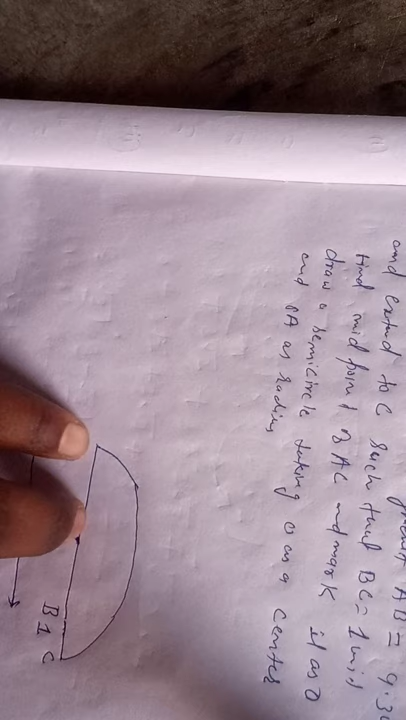 AB = 9.3
and extend to C such that BC = 1 unit
find mid point of AC and mark it as O
draw a semicircle taking O as a center
and OA as radius
B 1 C